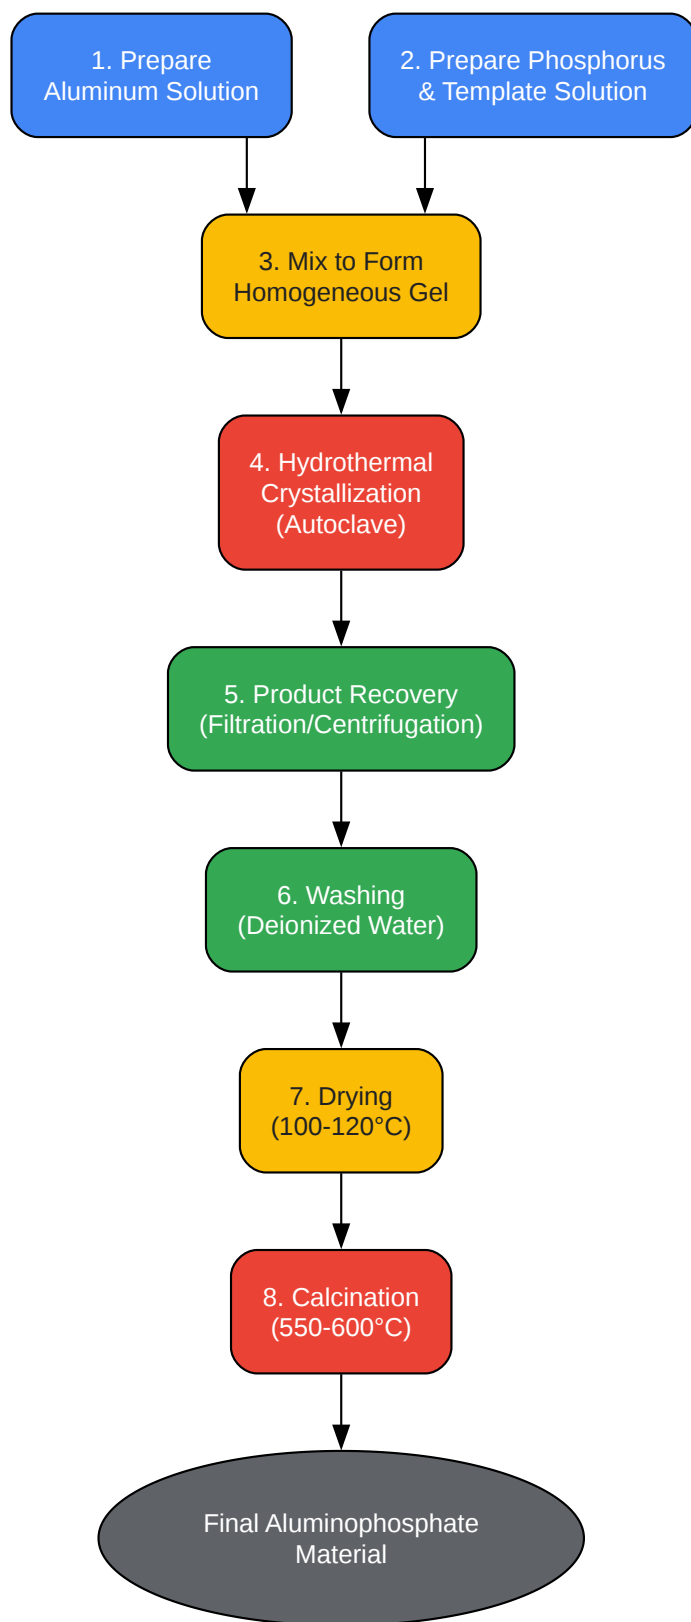 1. Prepare
Aluminum Solution
2. Prepare Phosphorus
& Template Solution
3. Mix to Form
Homogeneous Gel
4. Hydrothermal
Crystallization
(Autoclave)
5. Product Recovery
(Filtration/Centrifugation)
6. Washing
(Deionized Water)
7. Drying
(100-120°C)
8. Calcination
(550-600°C)
Final Aluminophosphate
Material